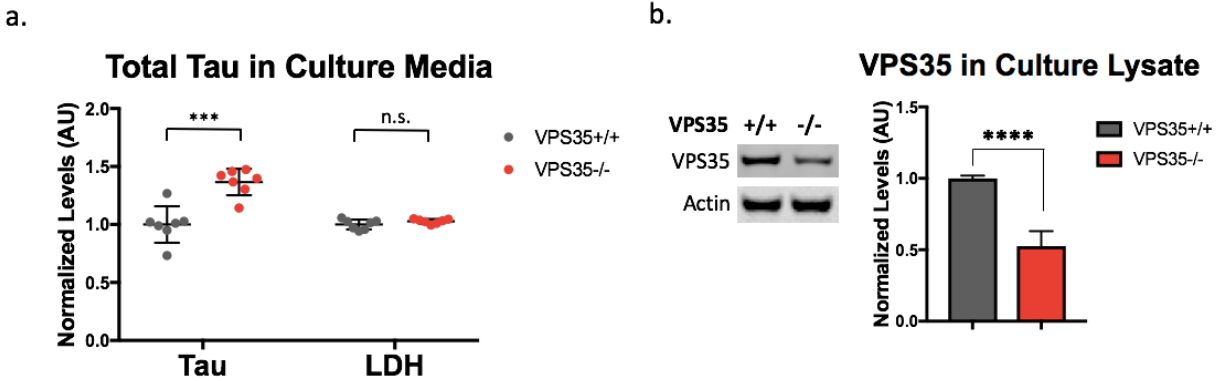 a.
Total Tau in Culture Media
Normalized Levels (AU)
2.0
1.5
1.0
0.5
0.0
***
n.s.
VPS35+/+
VPS35-/-
Tau
LDH
b.
VPS35 +/+ -/-
VPS35
Actin
VPS35 in Culture Lysate
Normalized Levels (AU)
1.5
1.0
0.5
0.0
****
VPS35+/+
VPS35-/-